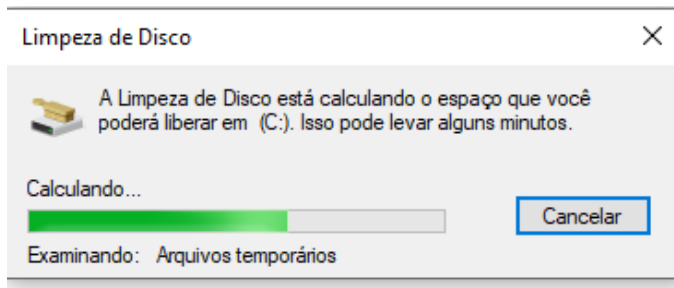 Limpeza de Disco
A Limpeza de Disco está calculando o espaço que você
poderá liberar em  (C:). Isso pode levar alguns minutos.
Calculando...
Cancelar
Examinando:   Arquivos temporários